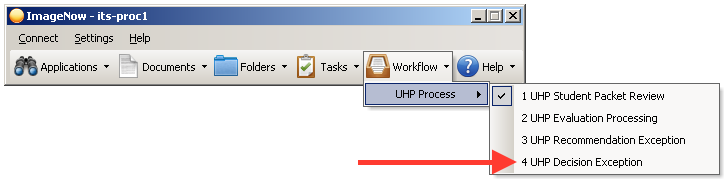 ImageNow - its-proc1
Connect Settings Help
Applications Documents Folders Tasks Workflow Help
UHP Process
1 UHP Student Packet Review
2 UHP Evaluation Processing
3 UHP Recommendation Exception
4 UHP Decision Exception